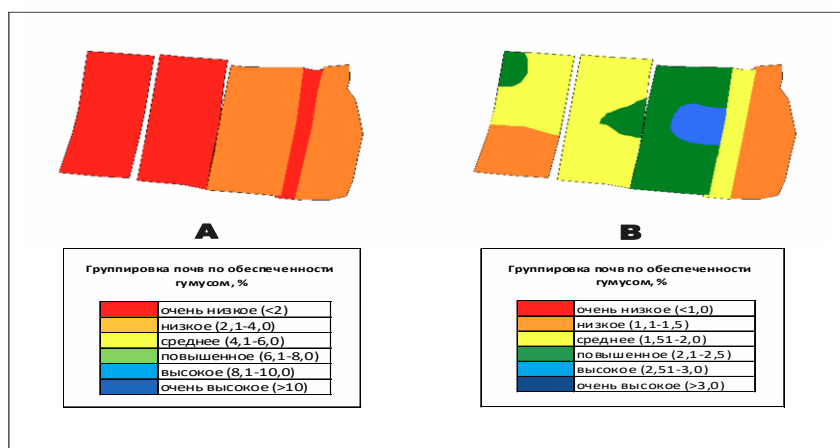 A
B
Группировка почв по обеспеченности
гумусом, %
очень низкое (<2)
низкое (2,1-4,0)
среднее (4,1-6,0)
повышенное (6,1-8,0)
высокое (8,1-10,0)
очень высокое (>10)
Группировка почв по обеспеченности
гумусом, %
очень низкое (<1,0)
низкое (1,1-1,5)
среднее (1,51-2,0)
повышенное (2,1-2,5)
высокое (2,51-3,0)
очень высокое (>3,0)